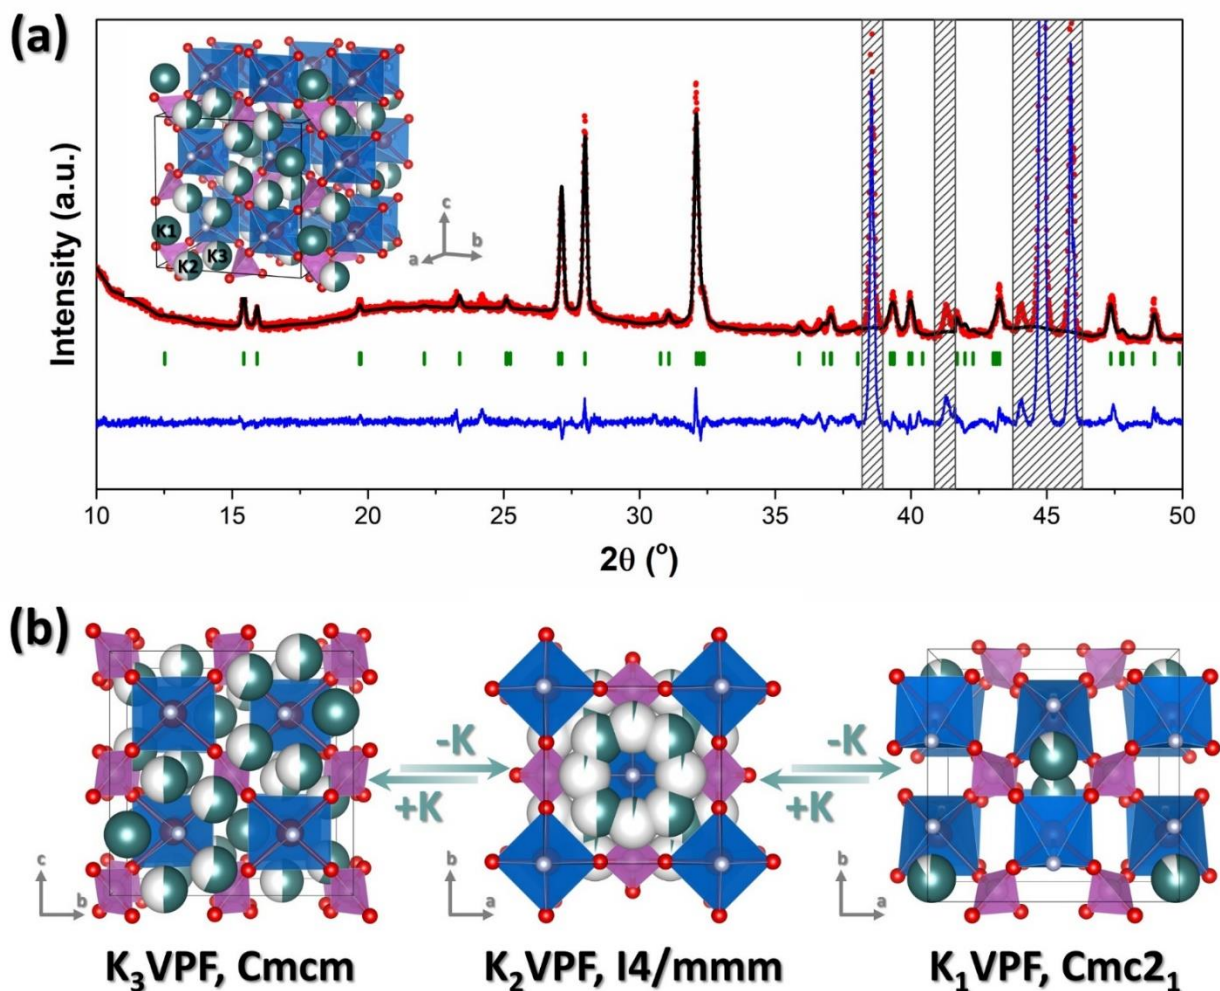 (a)
Intensity (a.u.)
K1
K2
K3
c
b
a
10 15 20 25 30 35 40 45 50
2θ (°)
(b)
-K
+K
-K
+K
c
b
b
a
b
a
K₃VPF, Cmcm
K₂VPF, I4/mmm
K₁VPF, Cmc2₁